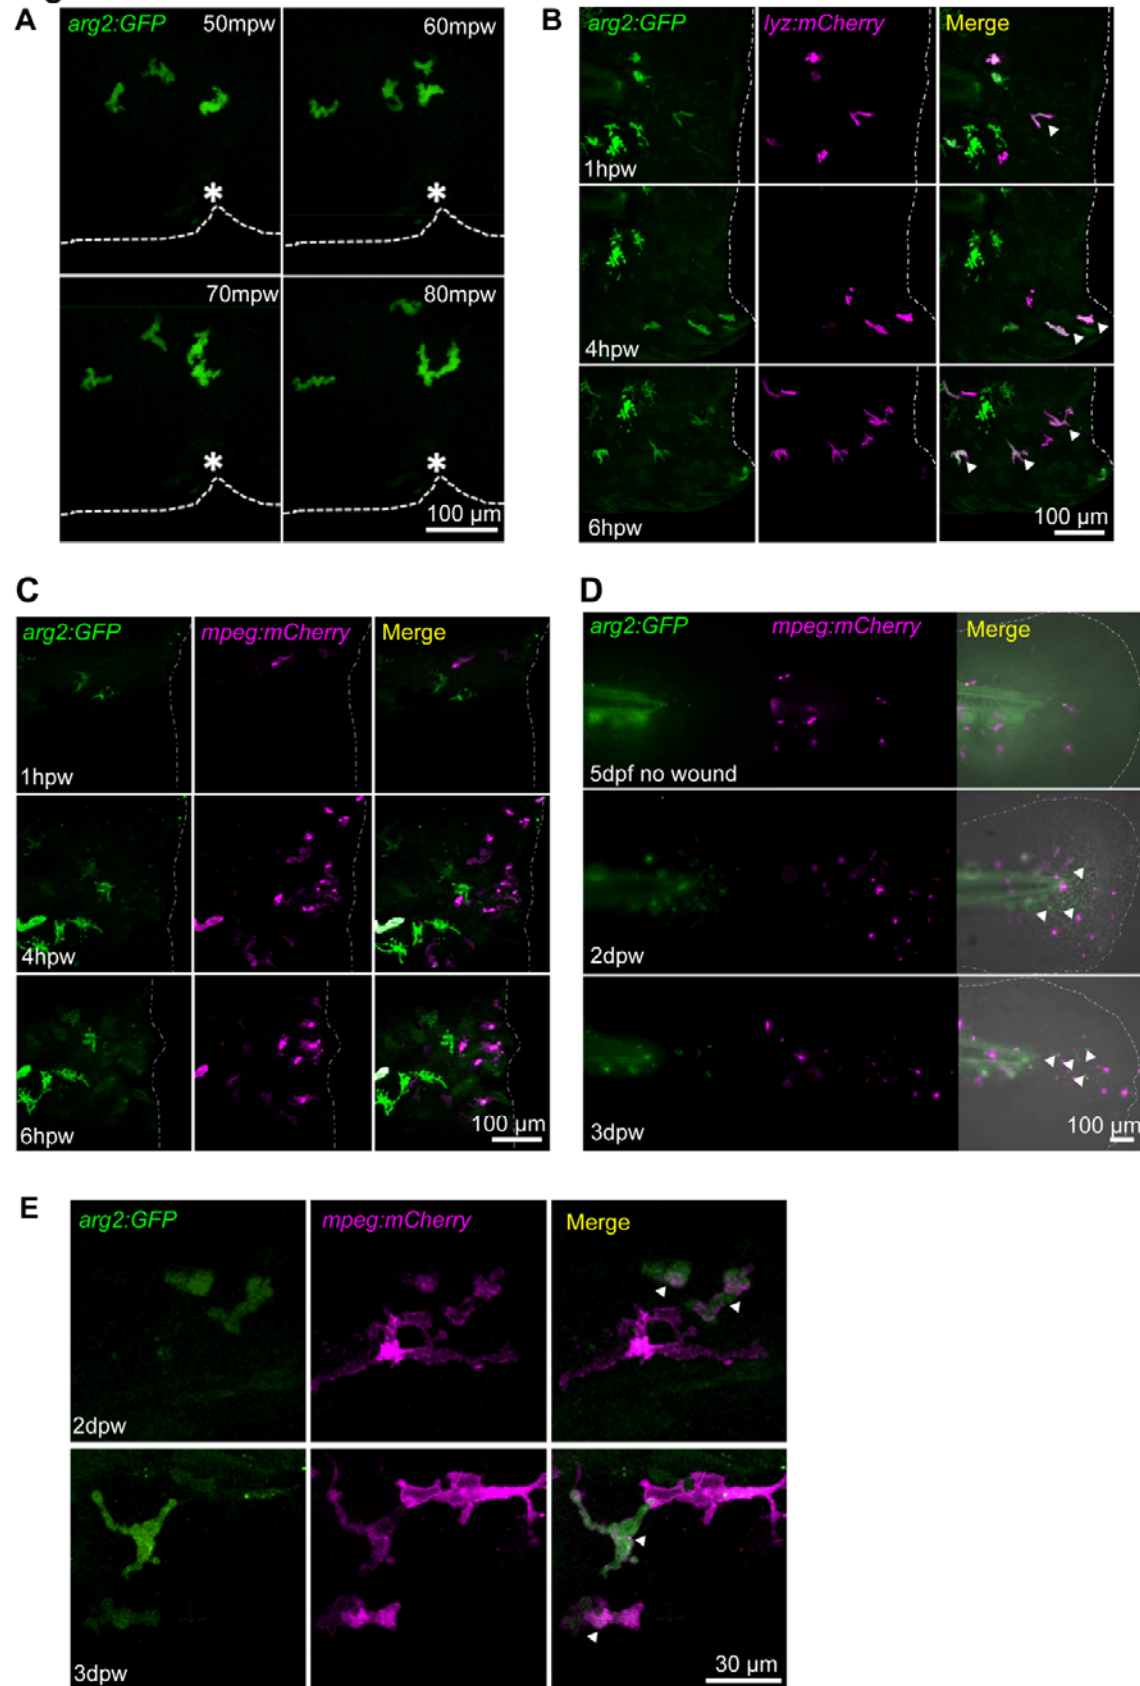 A
arg2:GFP 50mpw
60mpw
*
*
70mpw
80mpw
*
*
100 µm
B
arg2:GFP lyz:mCherry Merge
1hpw
4hpw
6hpw
100 µm
C
arg2:GFP mpeg:mCherry Merge
1hpw
4hpw
6hpw
100 µm
D
arg2:GFP mpeg:mCherry Merge
5dpf no wound
2dpw
3dpw
100 µm
E
arg2:GFP mpeg:mCherry Merge
2dpw
3dpw
30 µm